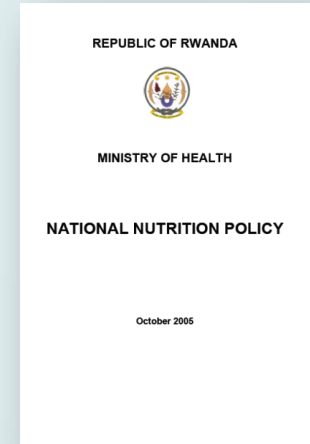 REPUBLIC OF RWANDA
MINISTRY OF HEALTH
NATIONAL NUTRITION POLICY
October 2005